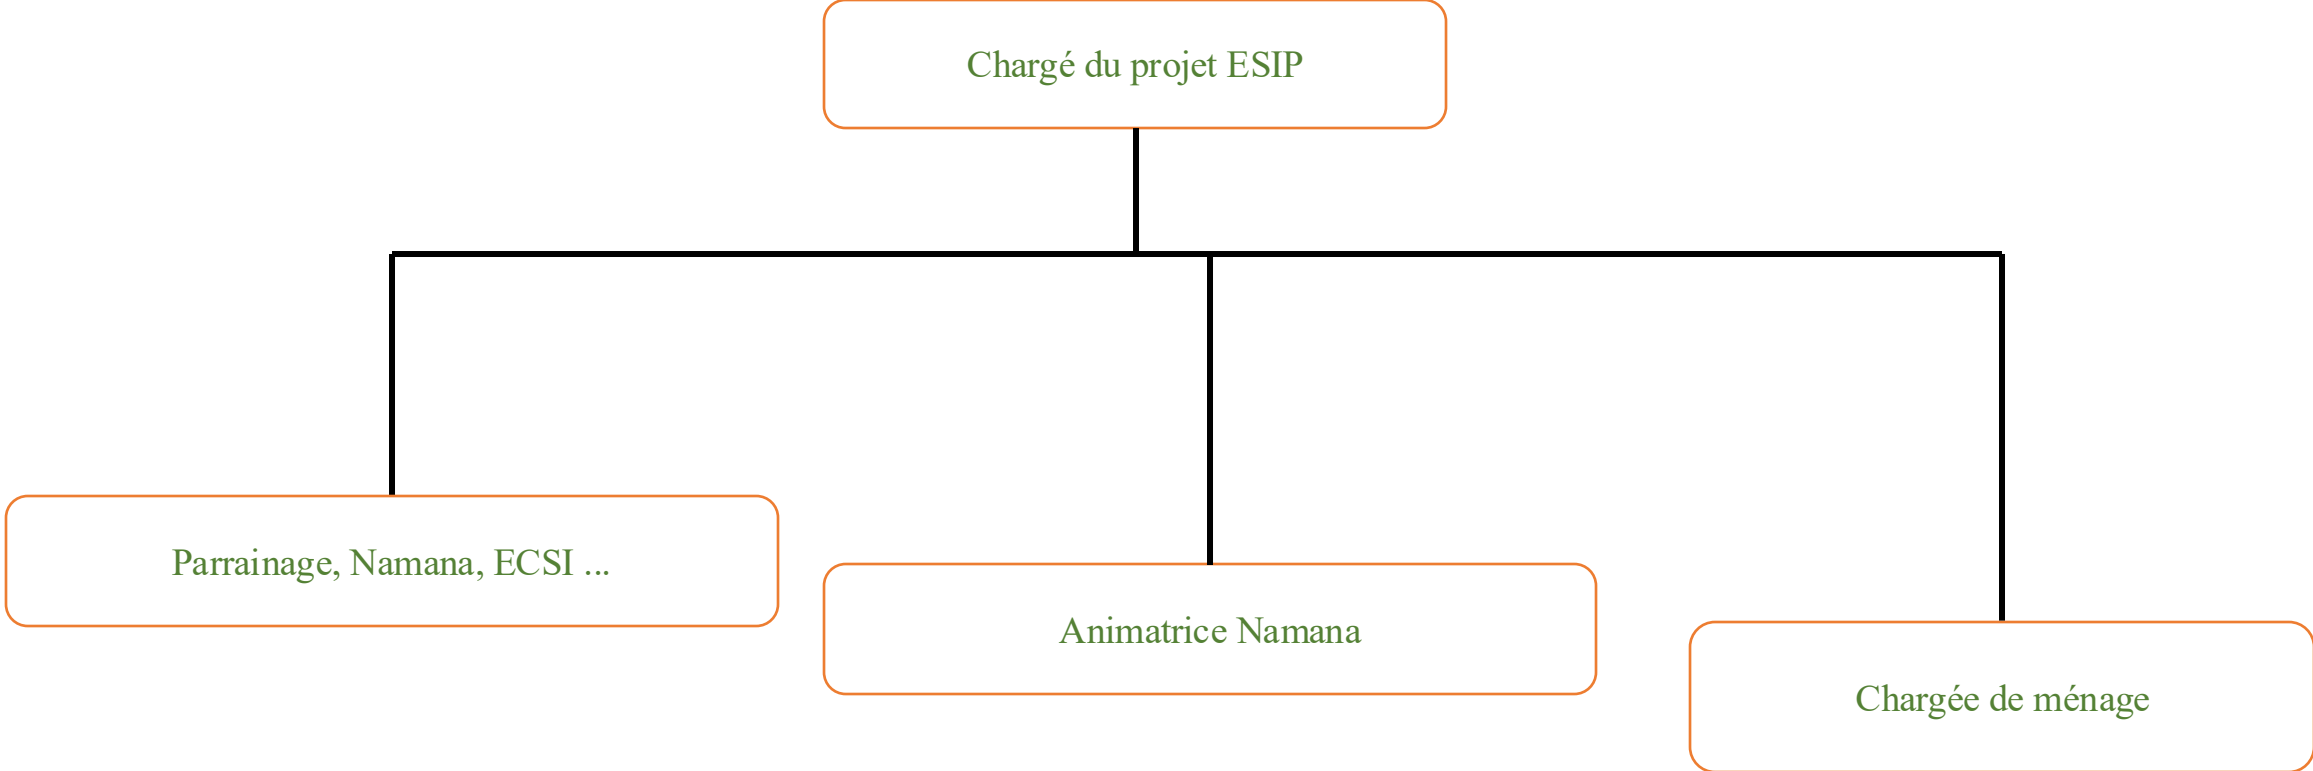 Chargé du projet ESIP
Parrainage, Namana, ECSI ...
Animatrice Namana
Chargée de ménage